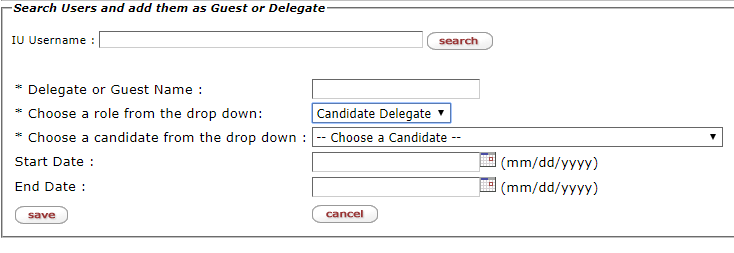 Search Users and add them as Guest or Delegate
IU Username : search
* Delegate or Guest Name :
* Choose a role from the drop down: Candidate Delegate
* Choose a candidate from the drop down : -- Choose a Candidate --
Start Date : (mm/dd/yyyy)
End Date : (mm/dd/yyyy)
save cancel